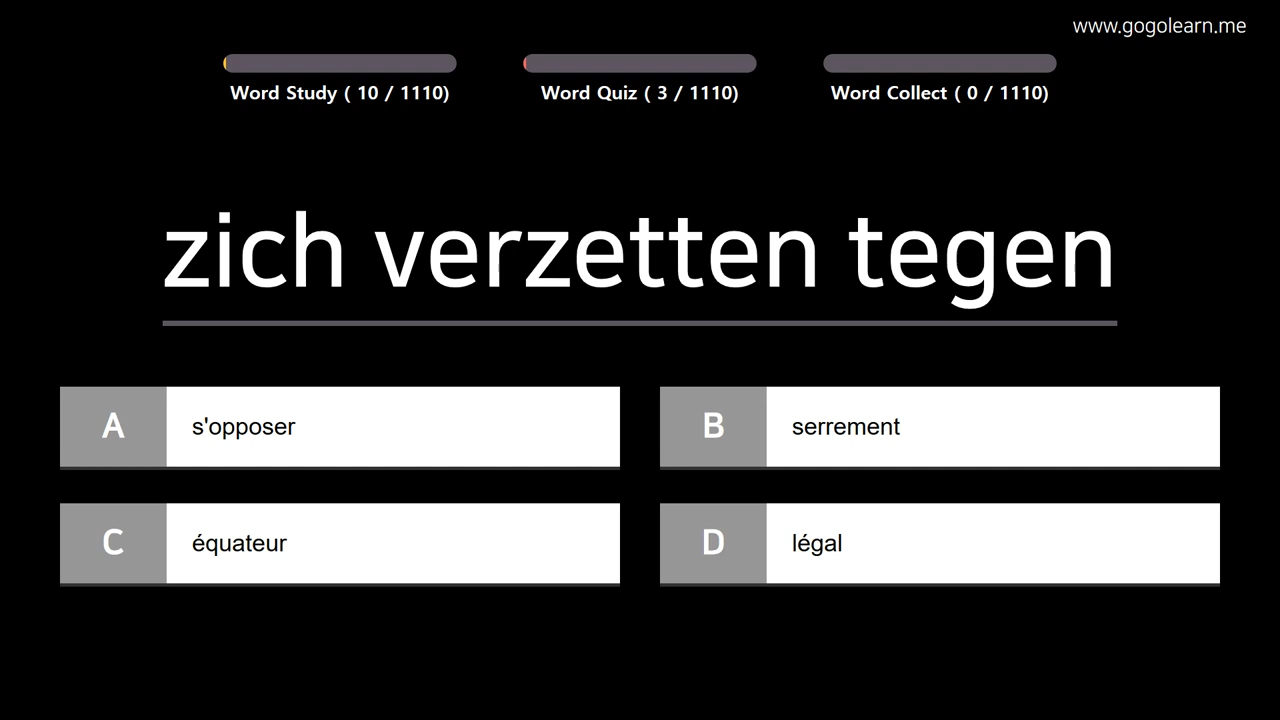 www.gogolearn.me
Word Study ( 10 / 1110)
Word Quiz ( 3 / 1110)
Word Collect ( 0 / 1110)
zich verzetten tegen
A s'opposer
B serrement
C équateur
D légal